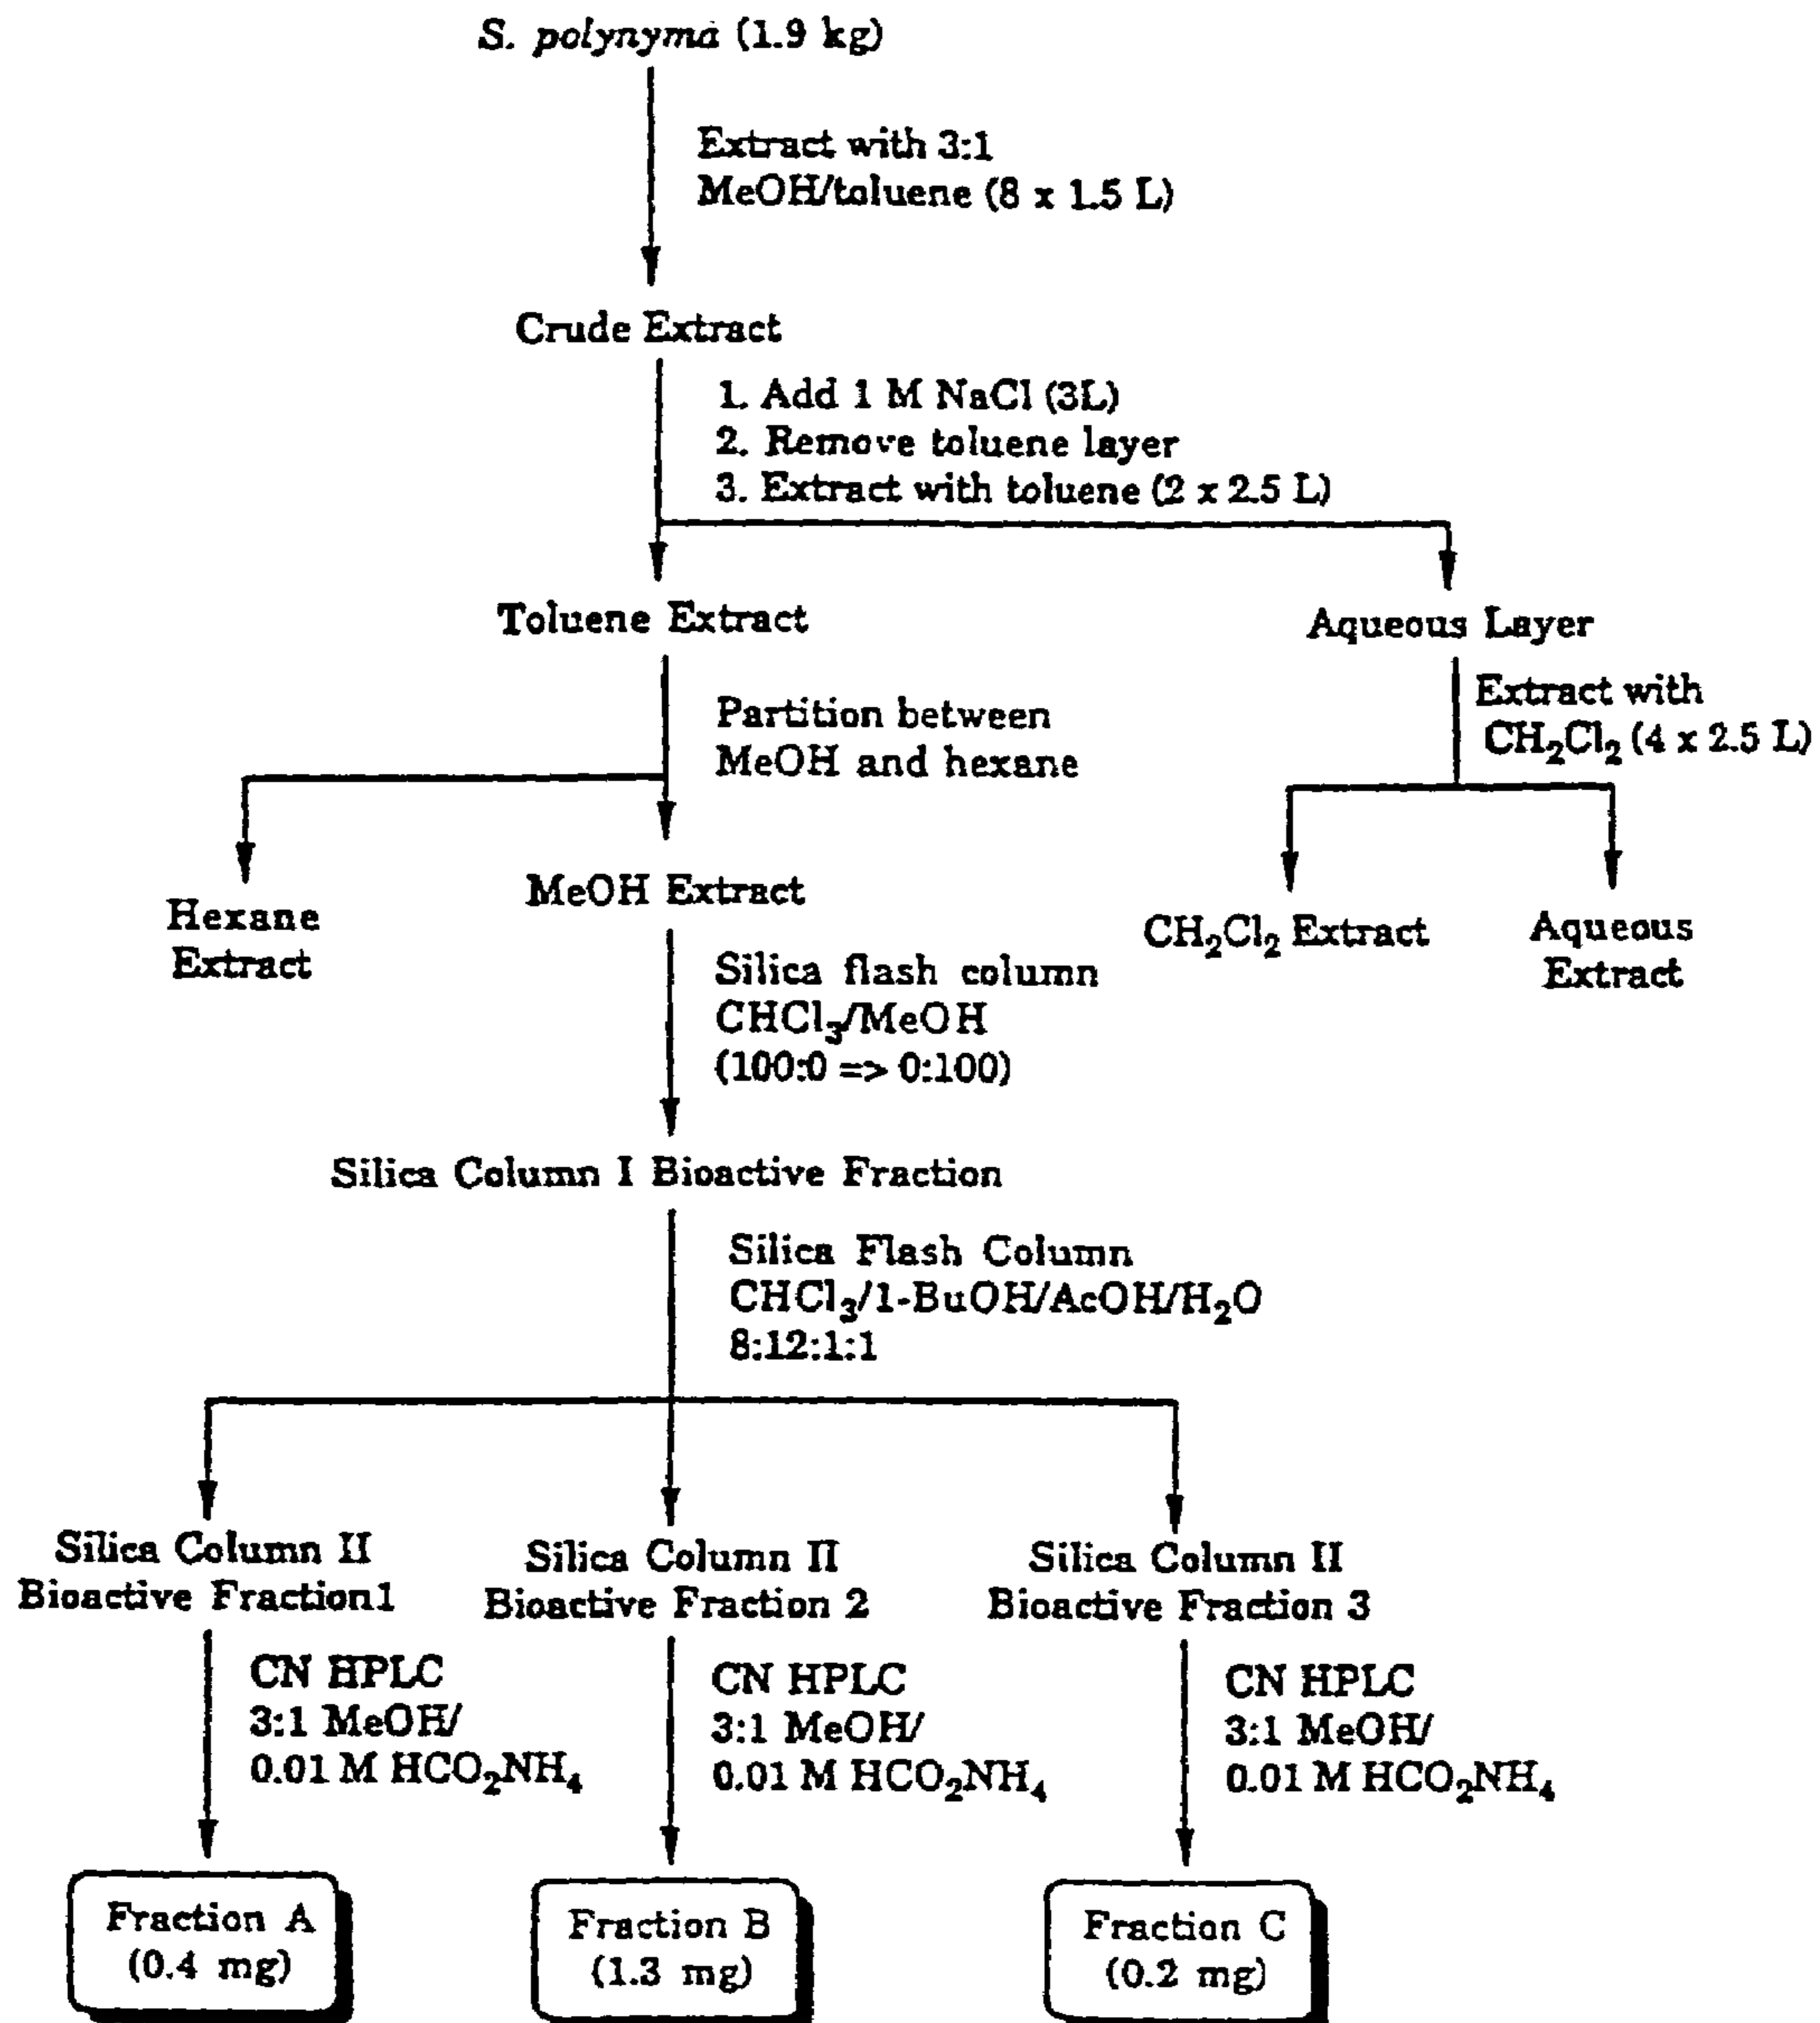 S. polynyma (1.9 kg)
Extract with 3:1
MeOH/toluene (8 x 1.5 L)
Crude Extract
1. Add 1 M NaCl (3L)
2. Remove toluene layer
3. Extract with toluene (2 x 2.5 L)
Toluene Extract
Aqueous Layer
Partition between
MeOH and hexane
Extract with
CH₂Cl₂ (4 x 2.5 L)
Hexane
Extract
MeOH Extract
CH₂Cl₂ Extract
Aqueous
Extract
Silica flash column
CHCl₃/MeOH
(100:0 => 0:100)
Silica Column I Bioactive Fraction
Silica Flash Column
CHCl₃/1-BuOH/AcOH/H₂O
8:12:1:1
Silica Column II
Bioactive Fraction1
Silica Column II
Bioactive Fraction 2
Silica Column II
Bioactive Fraction 3
CN HPLC
3:1 MeOH/
0.01 M HCO₂NH₄
CN HPLC
3:1 MeOH/
0.01 M HCO₂NH₄
CN HPLC
3:1 MeOH/
0.01 M HCO₂NH₄
Fraction A
(0.4 mg)
Fraction B
(1.3 mg)
Fraction C
(0.2 mg)